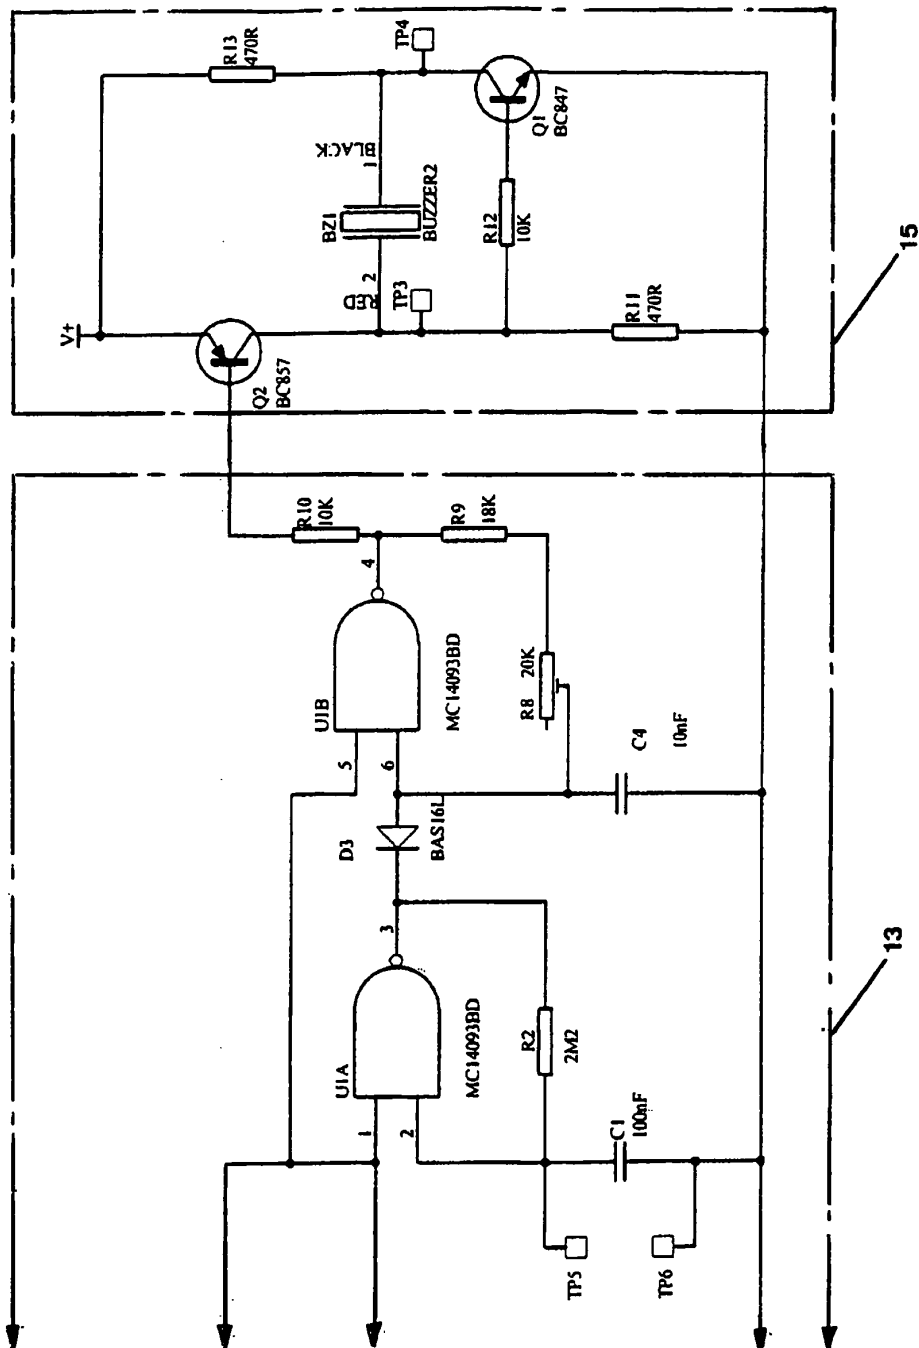 R13
470R
TP4
V+
BLACK
1
BZ1
BUZZER2
2
RED
TP3
Q1
BC847
R12
10K
R11
470R
Q2
BC857
15
R10
10K
R9
18K
4
U1B
MC14093BD
5
6
R8
20K
C4
10nF
D3
BAS16L
3
U1A
MC14093BD
1
2
R2
2M2
C1
100nF
TP5
TP6
13